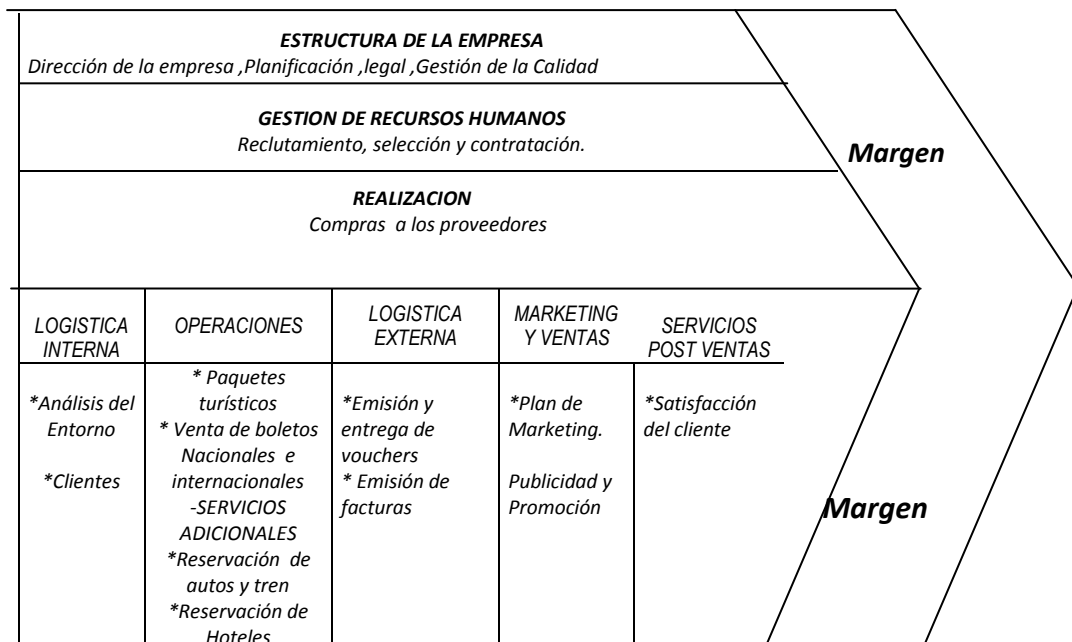 ESTRUCTURA DE LA EMPRESA
Dirección de la empresa ,Planificación ,legal ,Gestión de la Calidad
GESTION DE RECURSOS HUMANOS
Reclutamiento, selección y contratación.
Margen
REALIZACION
Compras a los proveedores
LOGISTICA
INTERNA
*Análisis del
Entorno
*Clientes
OPERACIONES
* Paquetes
turísticos
* Venta de boletos
Nacionales e
internacionales
-SERVICIOS
ADICIONALES
*Reservación de
autos y tren
*Reservación de
Hoteles
LOGISTICA
EXTERNA
*Emisión y
entrega de
vouchers
* Emisión de
facturas
MARKETING
Y VENTAS
*Plan de
Marketing.
Publicidad y
Promoción
SERVICIOS
POST VENTAS
*Satisfacción
del cliente
Margen